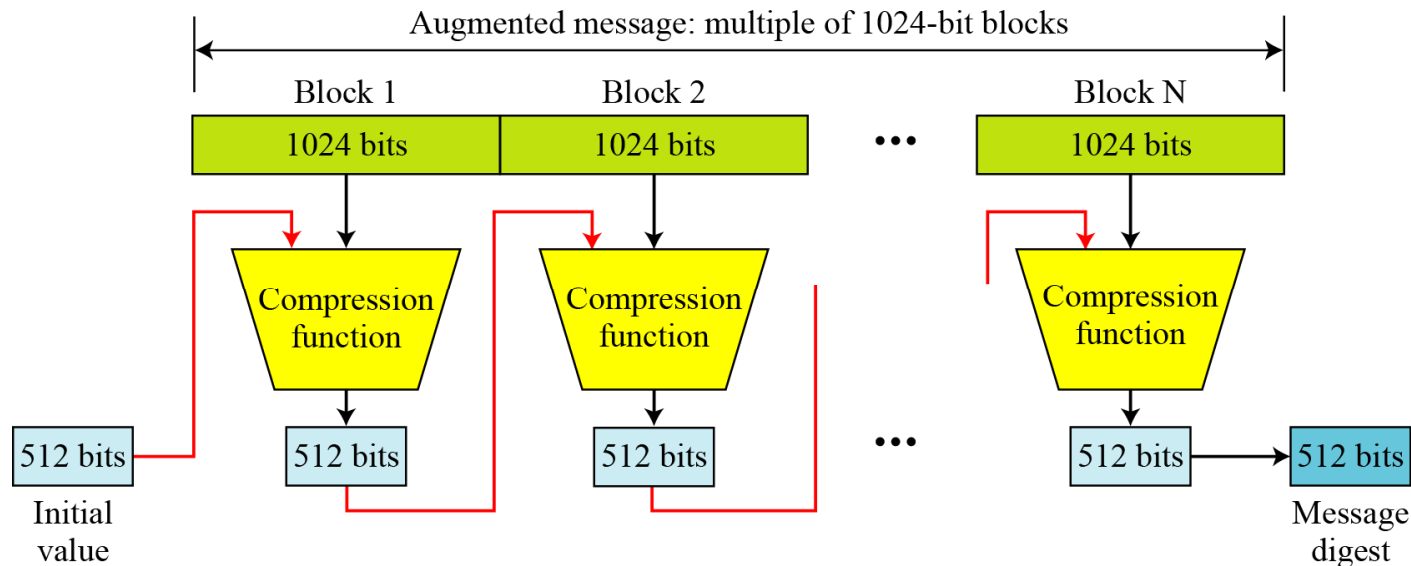 Augmented message: multiple of 1024-bit blocks
Block 1
Block 2
Block N
1024 bits
1024 bits
•••
1024 bits
Compression
function
Compression
function
Compression
function
512 bits
512 bits
512 bits
•••
512 bits
512 bits
Initial
value
Message
digest